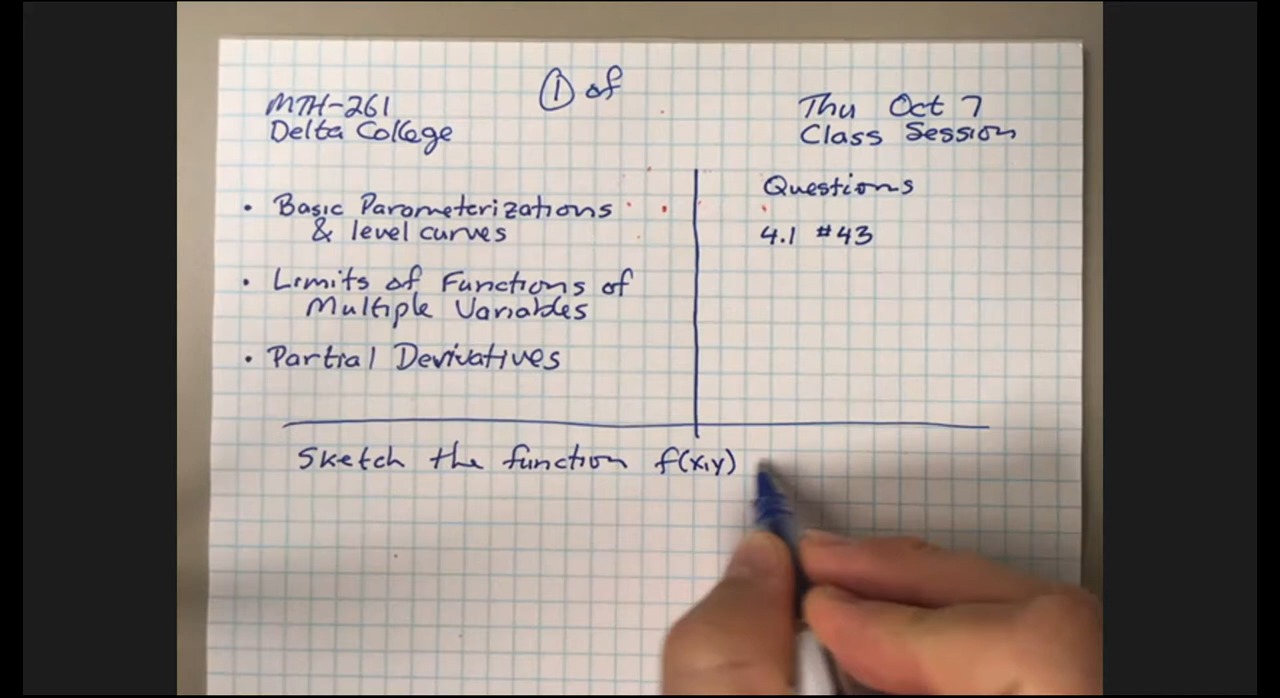 ① of
MTH-261
Delta College
Thu Oct 7
Class Session
• Basic Parameterizations
& level curves
• Limits of Functions of
Multiple Variables
• Partial Derivatives
Questions
4.1 #43
Sketch the function f(x,y)